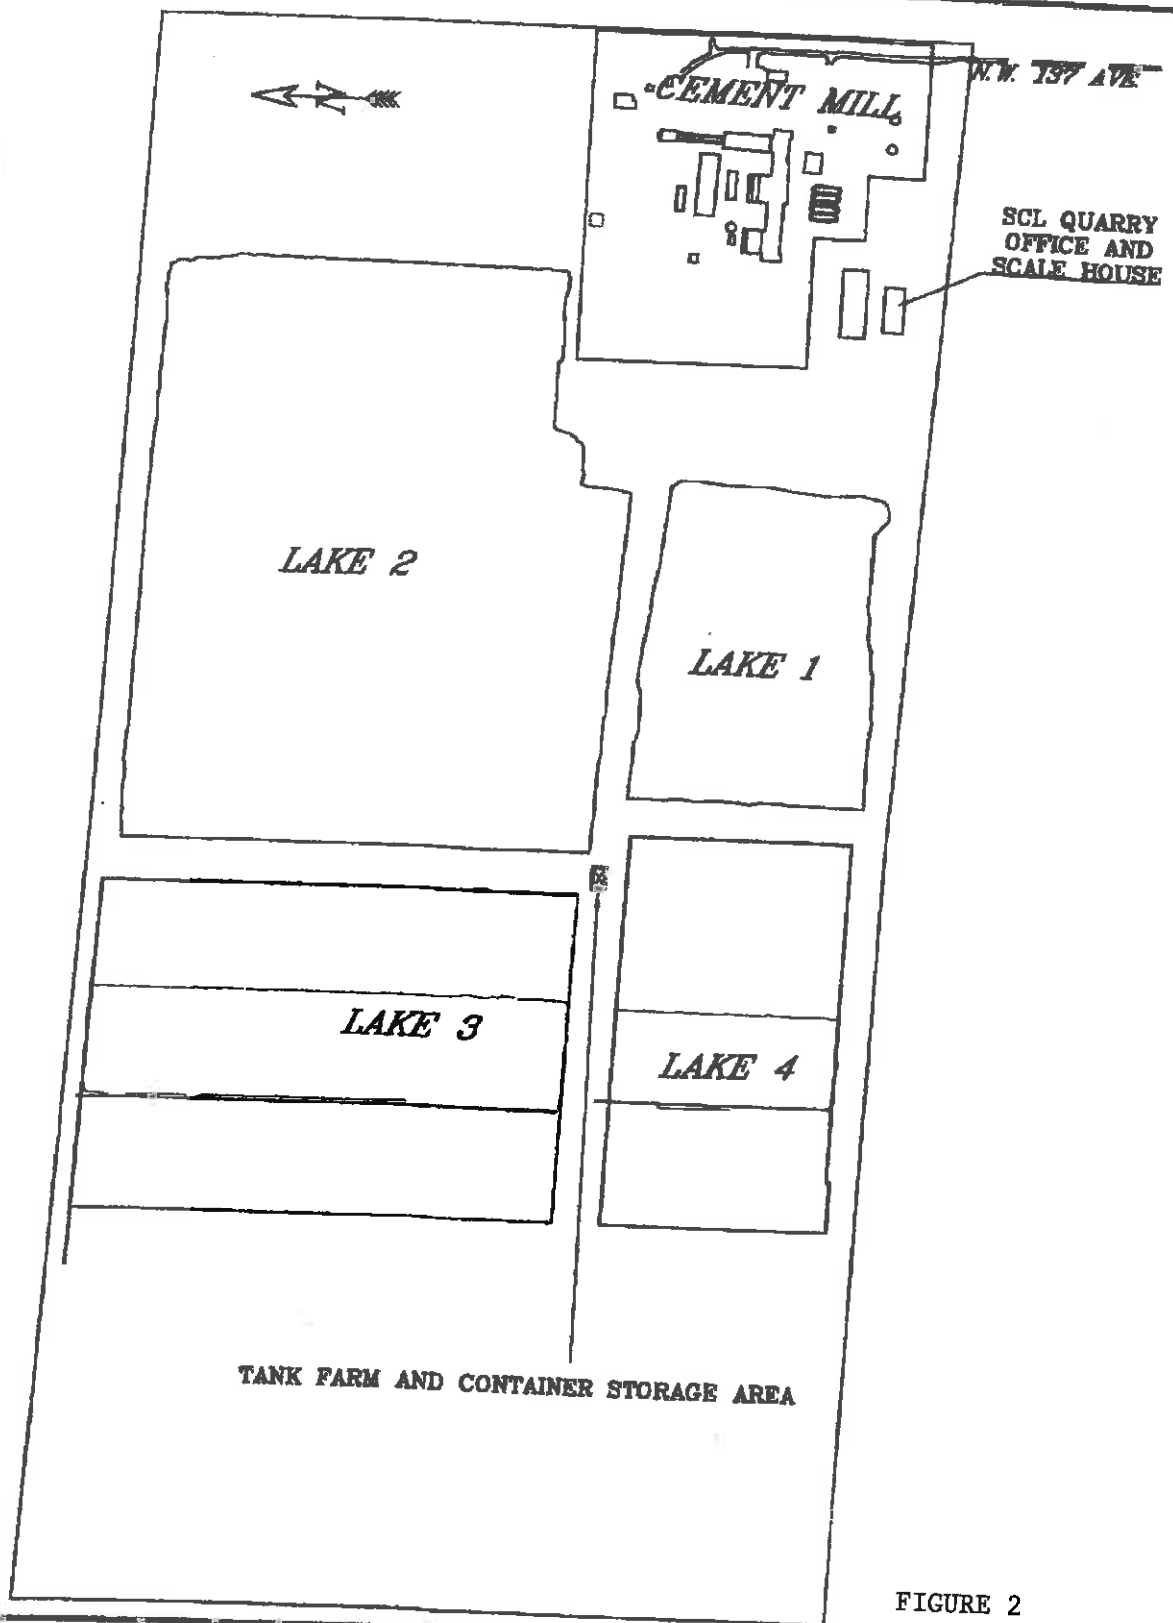 N.W. 137 AVE.
CEMENT MILL
N
SCL QUARRY
OFFICE AND
SCALE HOUSE
LAKE 2
LAKE 1
LAKE 3
LAKE 4
TANK FARM AND CONTAINER STORAGE AREA
FIGURE 2